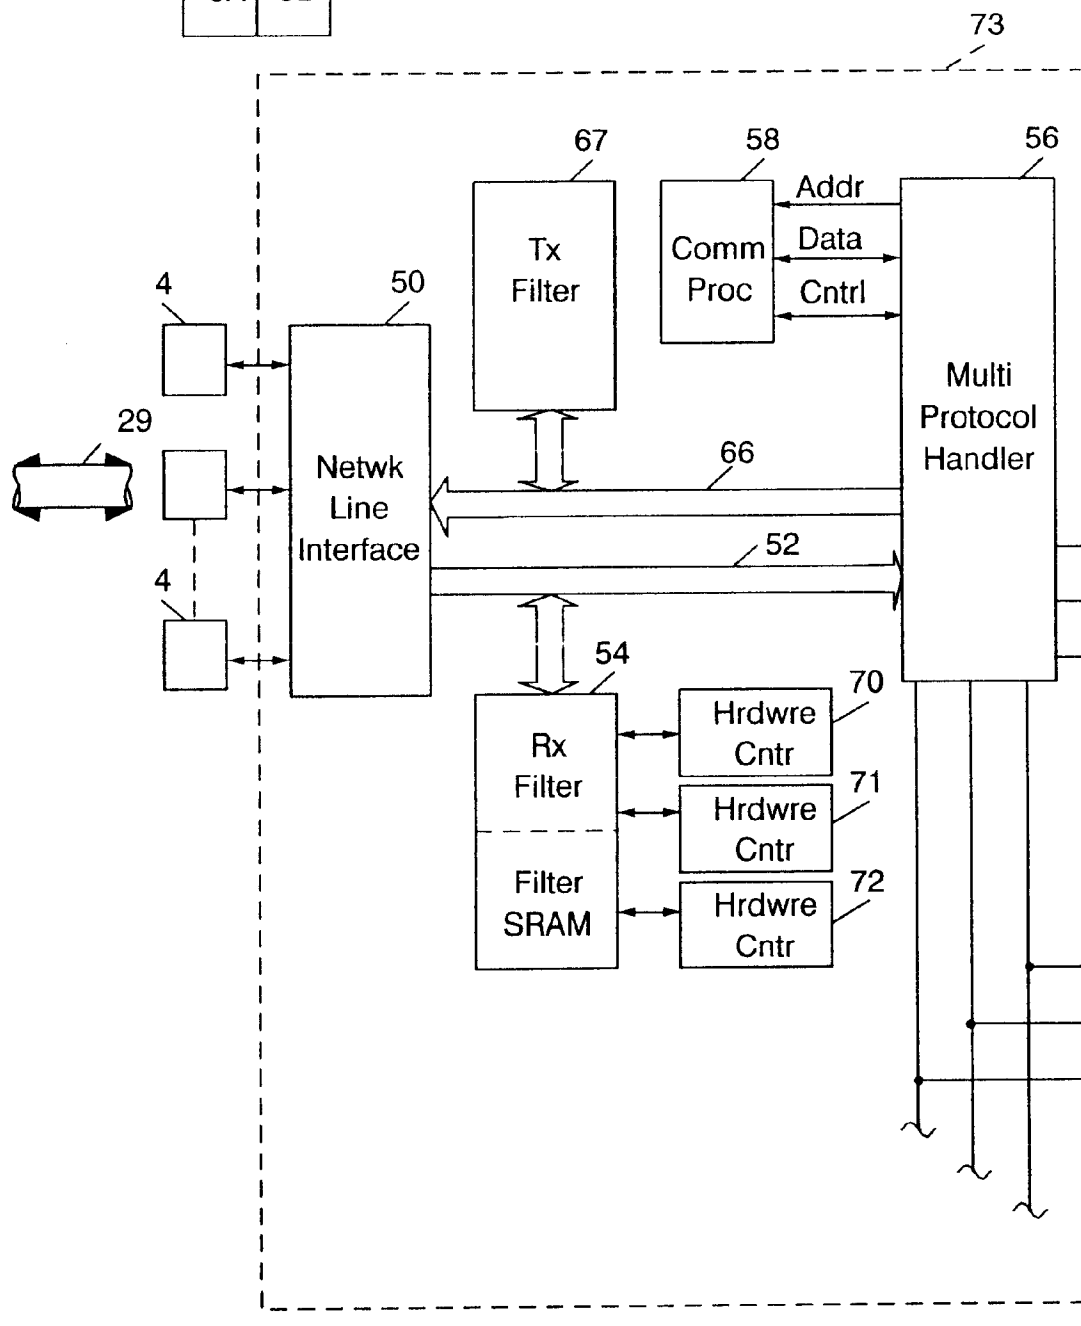 73
67
58
56
Addr
Data
Cntrl
Tx
Filter
Comm
Proc
4
50
Multi
Protocol
Handler
29
66
Netwk
Line
Interface
52
4
54
70
Hrdwre
Cntr
Rx
Filter
71
Hrdwre
Cntr
Filter
SRAM
72
Hrdwre
Cntr